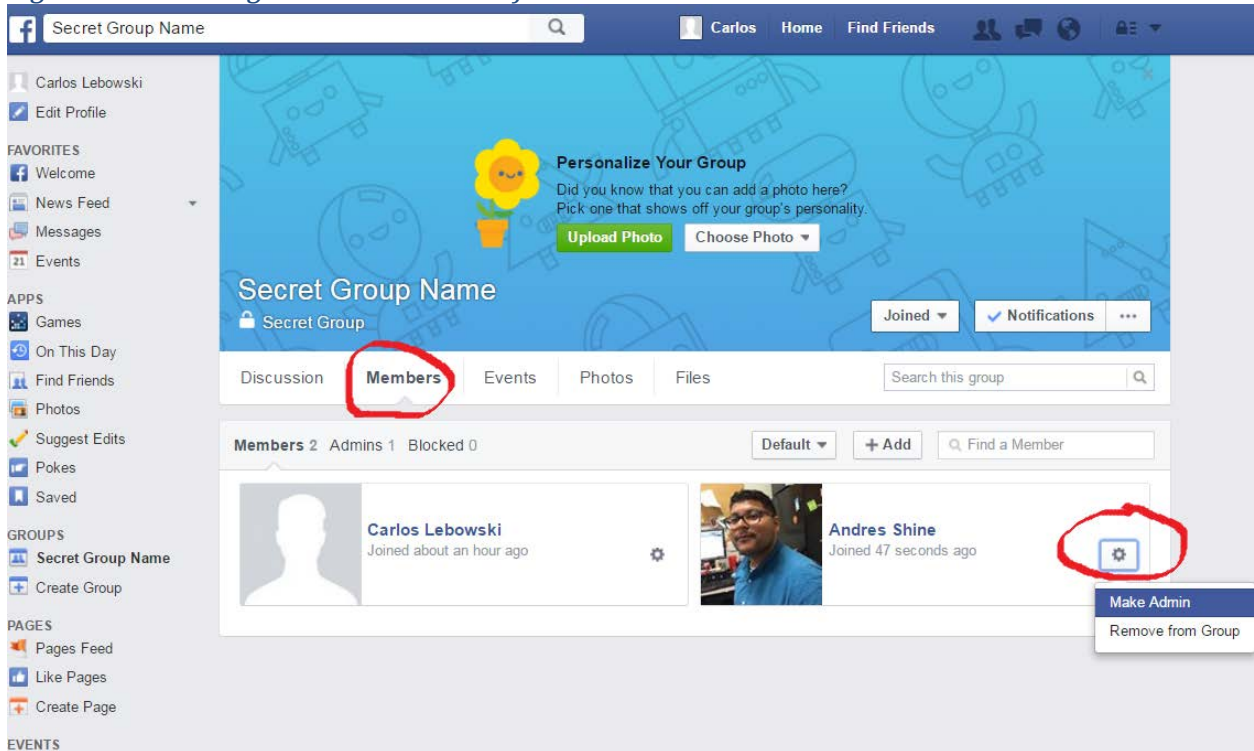 Secret Group Name
Carlos Home Find Friends
Carlos Lebowski
Edit Profile
FAVORITES
Welcome
News Feed
Messages
21 Events
APPS
Games
On This Day
Find Friends
Photos
Suggest Edits
Pokes
Saved
GROUPS
Secret Group Name
Create Group
PAGES
Pages Feed
Like Pages
Create Page
EVENTS
Personalize Your Group
Did you know that you can add a photo here?
Pick one that shows off your group's personality.
Upload Photo Choose Photo
Secret Group Name
Secret Group
Joined Notifications
Discussion Members Events Photos Files Search this group
Members 2 Admins 1 Blocked 0 Default + Add Find a Member
Carlos Lebowski
Joined about an hour ago
Andres Shine
Joined 47 seconds ago
Make Admin
Remove from Group